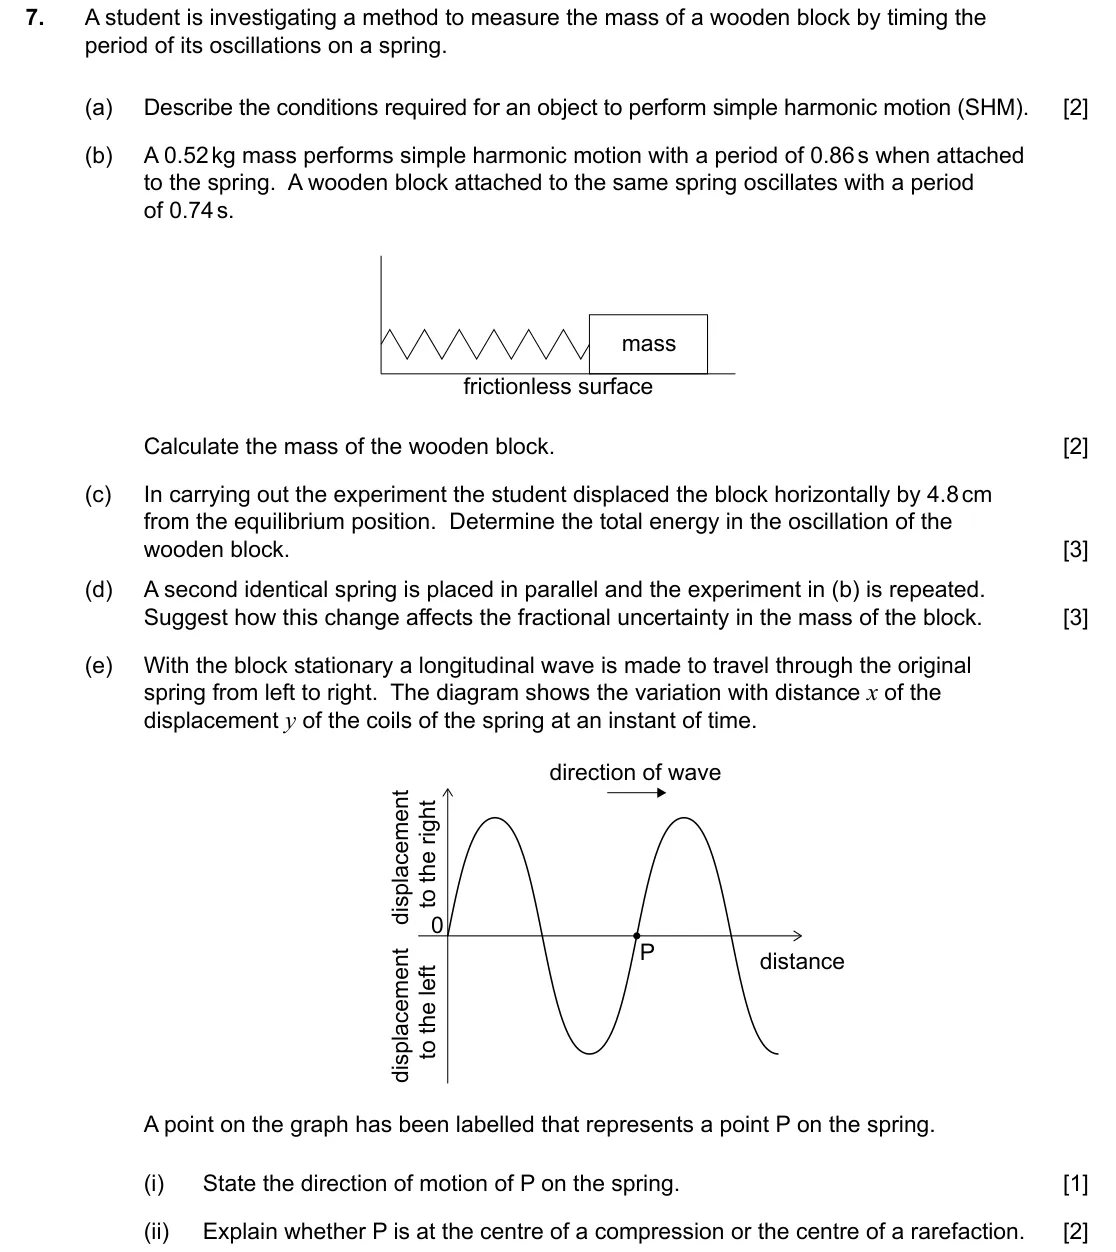 7. A student is investigating a method to measure the mass of a wooden block by timing the
period of its oscillations on a spring.
(a) Describe the conditions required for an object to perform simple harmonic motion (SHM). [2]
(b) A 0.52 kg mass performs simple harmonic motion with a period of 0.86 s when attached
to the spring. A wooden block attached to the same spring oscillates with a period
of 0.74 s.
mass
frictionless surface
Calculate the mass of the wooden block. [2]
(c) In carrying out the experiment the student displaced the block horizontally by 4.8 cm
from the equilibrium position. Determine the total energy in the oscillation of the
wooden block. [3]
(d) A second identical spring is placed in parallel and the experiment in (b) is repeated.
Suggest how this change affects the fractional uncertainty in the mass of the block. [3]
(e) With the block stationary a longitudinal wave is made to travel through the original
spring from left to right. The diagram shows the variation with distance x of the
displacement y of the coils of the spring at an instant of time.
direction of wave
displacement
to the right
0
P
distance
displacement
to the left
A point on the graph has been labelled that represents a point P on the spring.
(i) State the direction of motion of P on the spring. [1]
(ii) Explain whether P is at the centre of a compression or the centre of a rarefaction. [2]